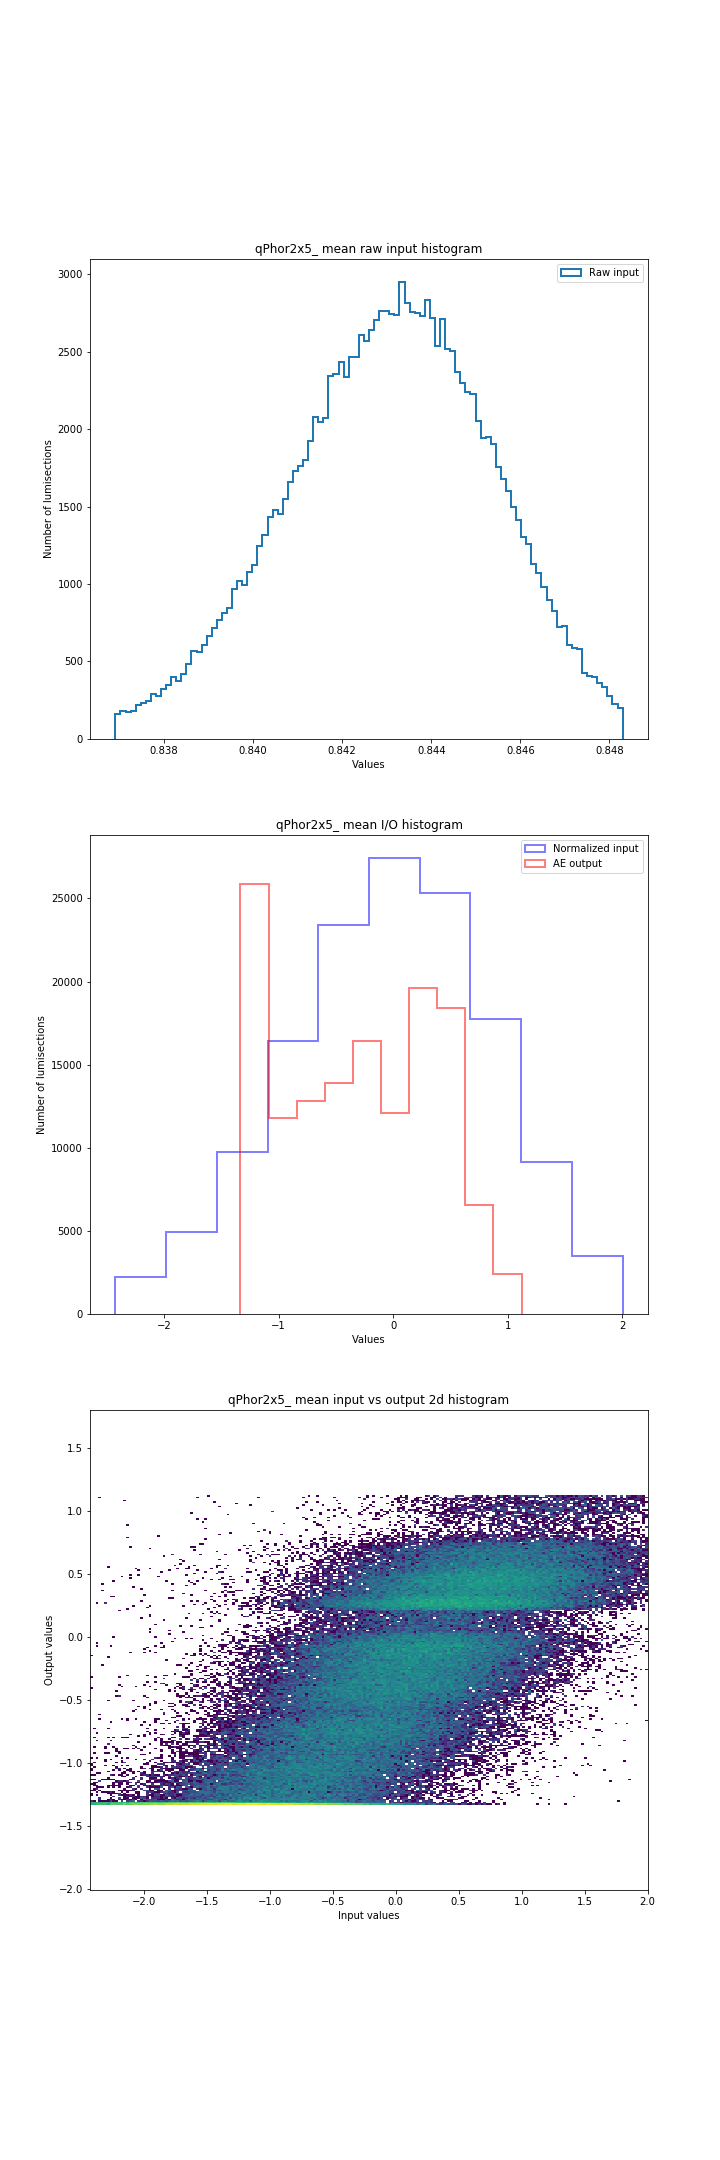 qPhor2x5_ mean raw input histogram
Raw input
3000
2500
2000
1500
1000
500
0
Number of lumisections
0.838 0.840 0.842 0.844 0.846 0.848
Values
qPhor2x5_ mean I/O histogram
Normalized input
AE output
25000
20000
15000
10000
5000
0
Number of lumisections
−2 −1 0 1 2
Values
qPhor2x5_ mean input vs output 2d histogram
1.5
1.0
0.5
0.0
−0.5
−1.0
−1.5
−2.0
Output values
−2.0 −1.5 −1.0 −0.5 0.0 0.5 1.0 1.5 2.0
Input values